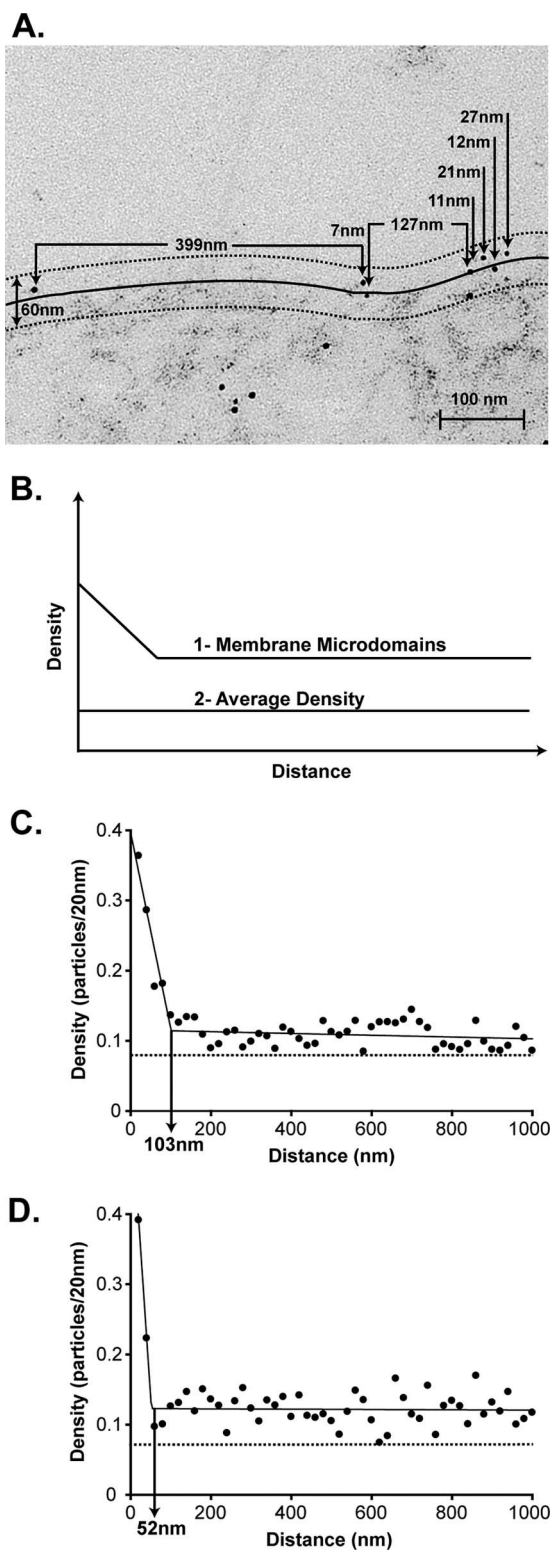 A.
27nm
12nm
21nm
11nm
7nm
127nm
399nm
60nm
100 nm
B.
Density
1- Membrane Microdomains
2- Average Density
Distance
C.
Density (particles/20nm)
0.4
0.3
0.2
0.1
0
0 200 400 600 800 1000
103nm
Distance (nm)
D.
Density (particles/20nm)
0.4
0.3
0.2
0.1
0
0 200 400 600 800 1000
52nm
Distance (nm)